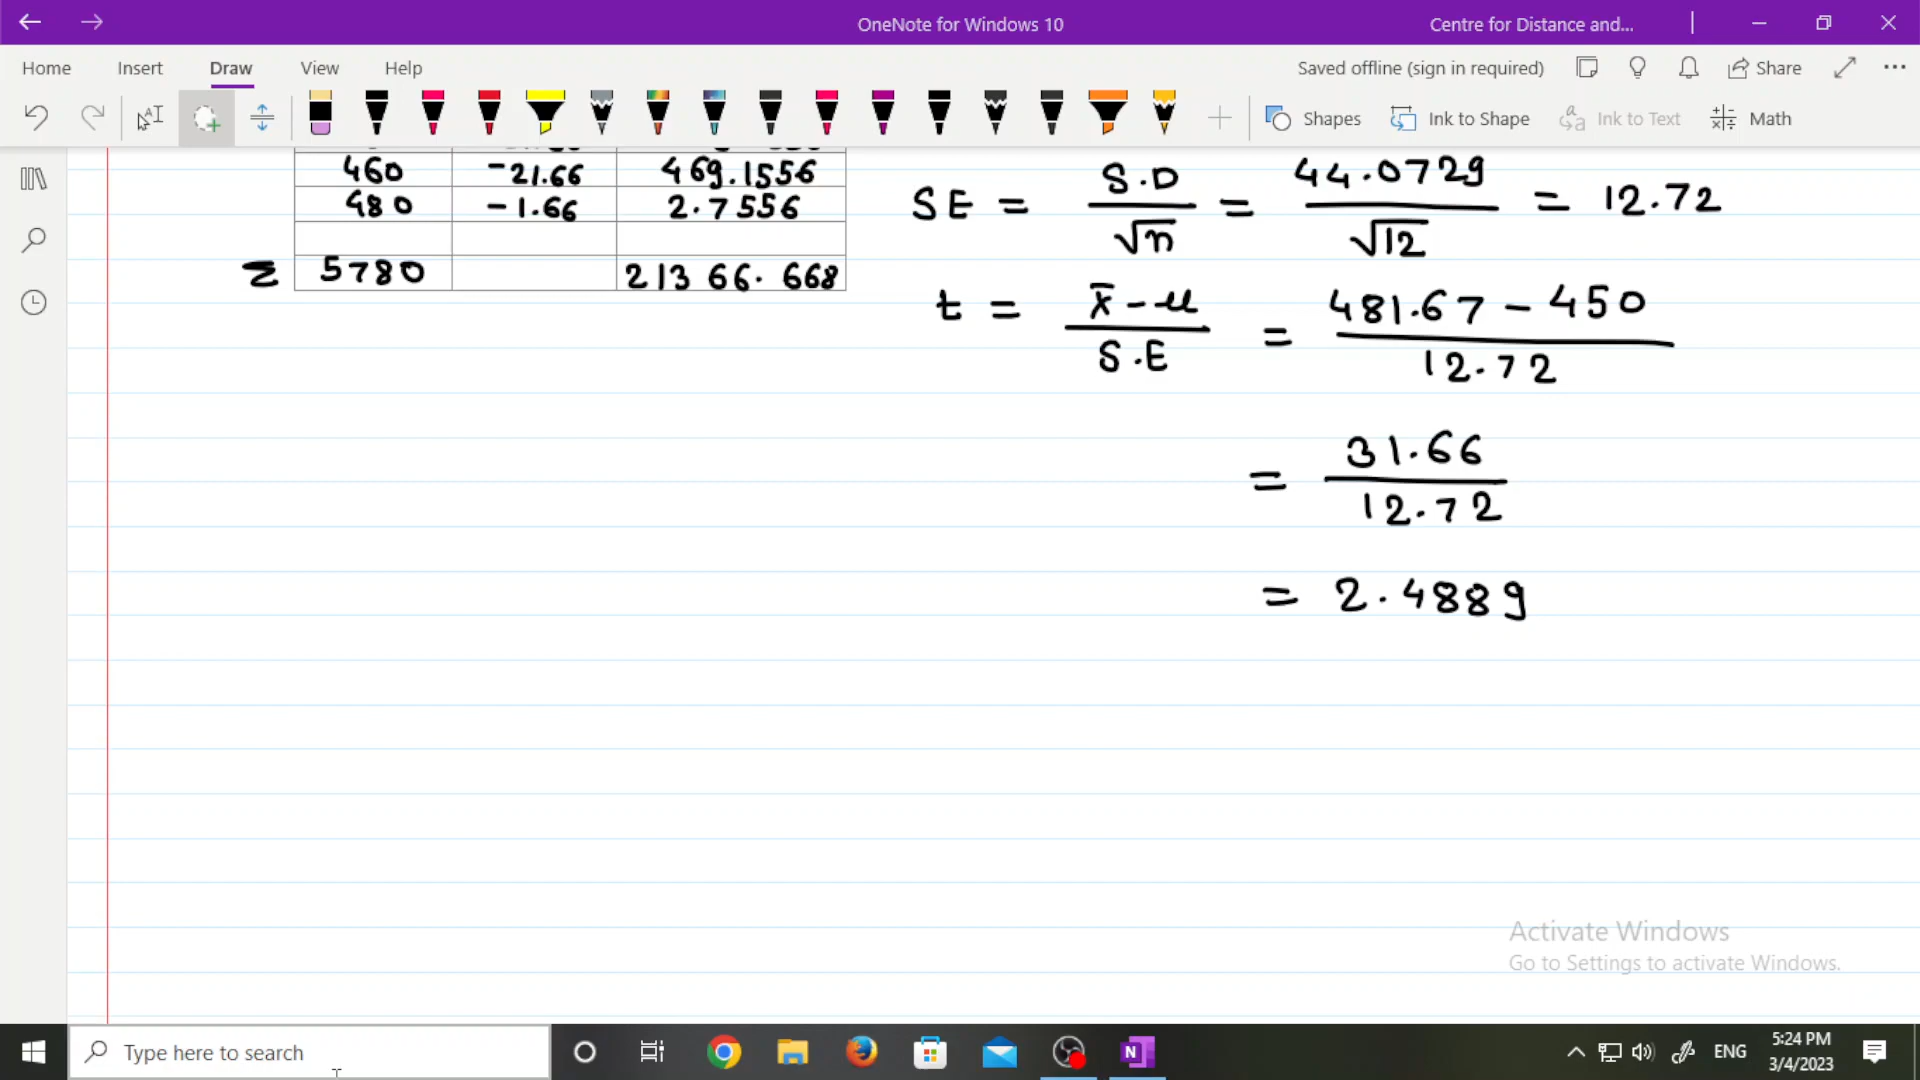 OneNote for Windows 10
Centre for Distance and...
Home Insert Draw View Help
Saved offline (sign in required)
Share
Shapes
Ink to Shape
Ink to Text
Math
460 -21.66 469.1556
480 -1.66 2.7556
Σ 5780 21366.668
SE = S.D / √n = 44.0729 / √12 = 12.72
t = x̄ - μ / S.E = 481.67 - 450 / 12.72
= 31.66 / 12.72
= 2.4889
Activate Windows
Go to Settings to activate Windows.
Type here to search
ENG
5:24 PM
3/4/2023